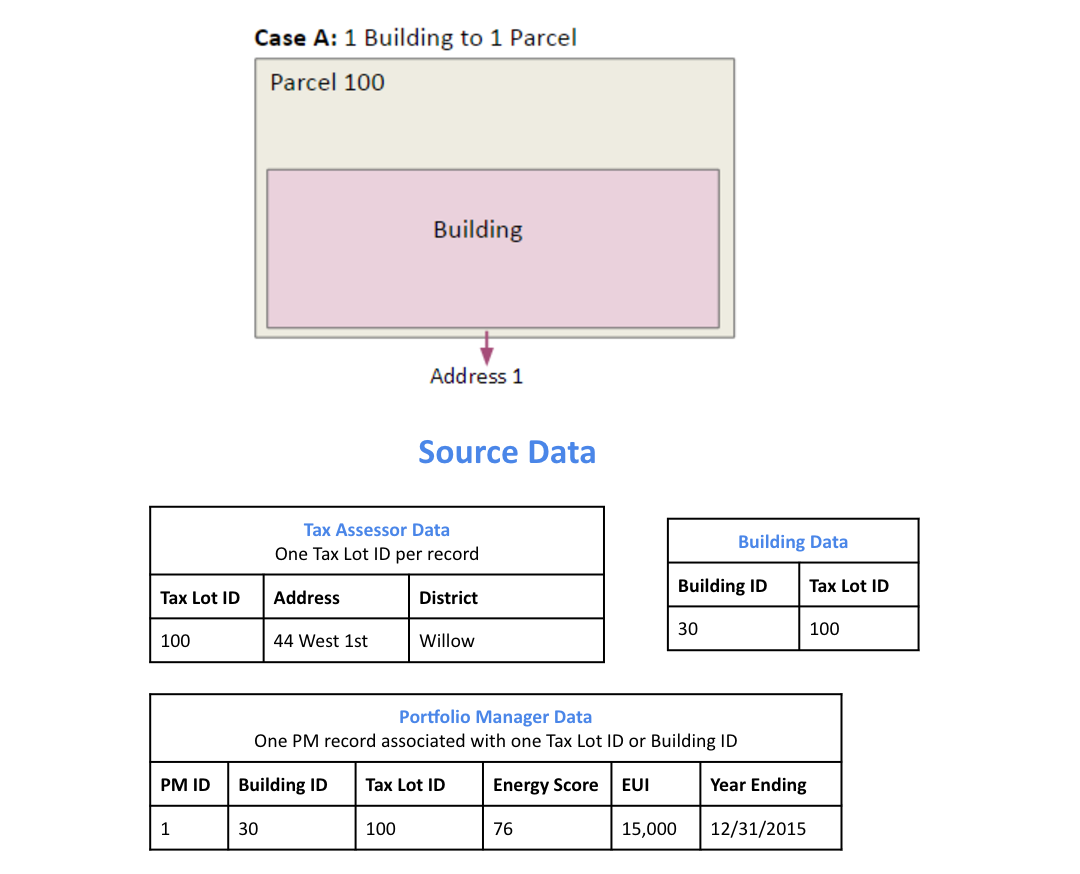 Case A: 1 Building to 1 Parcel
Parcel 100
Building
Address 1
Source Data
Tax Assessor Data
One Tax Lot ID per record
Tax Lot ID Address District
100 44 West 1st Willow
Building Data
Building ID Tax Lot ID
30 100
Portfolio Manager Data
One PM record associated with one Tax Lot ID or Building ID
PM ID Building ID Tax Lot ID Energy Score EUI Year Ending
1 30 100 76 15,000 12/31/2015